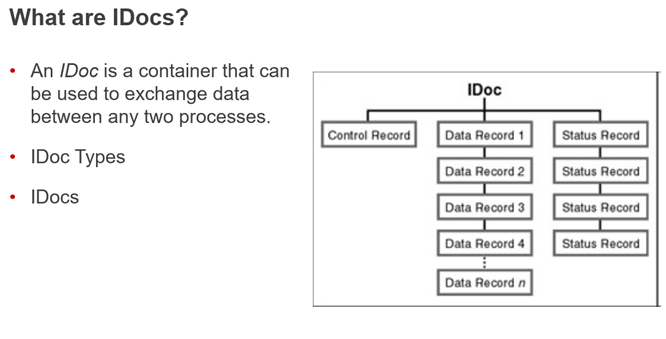 What are IDocs?
• An IDoc is a container that can
be used to exchange data
between any two processes.
• IDoc Types
• IDocs
IDoc
Control Record
Data Record 1
Status Record
Data Record 2
Status Record
Data Record 3
Status Record
Data Record 4
Status Record
Data Record n